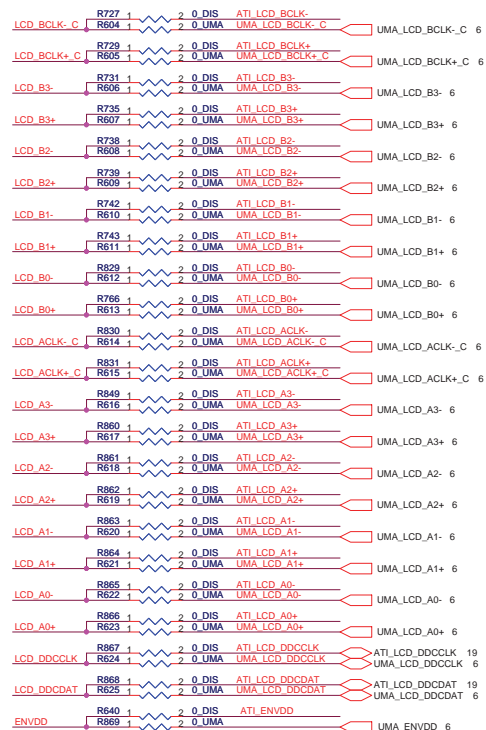 R727 1 2 0_DIS ATI_LCD_BCLK-
LCD_BCLK-_C R604 1 2 0_UMA UMA_LCD_BCLK-_C UMA_LCD_BCLK-_C 6
R729 1 2 0_DIS ATI_LCD_BCLK+
LCD_BCLK+_C R605 1 2 0_UMA UMA_LCD_BCLK+_C UMA_LCD_BCLK+_C 6
R731 1 2 0_DIS ATI_LCD_B3-
LCD_B3- R606 1 2 0_UMA UMA_LCD_B3- UMA_LCD_B3- 6
R735 1 2 0_DIS ATI_LCD_B3+
LCD_B3+ R607 1 2 0_UMA UMA_LCD_B3+ UMA_LCD_B3+ 6
R738 1 2 0_DIS ATI_LCD_B2-
LCD_B2- R608 1 2 0_UMA UMA_LCD_B2- UMA_LCD_B2- 6
R739 1 2 0_DIS ATI_LCD_B2+
LCD_B2+ R609 1 2 0_UMA UMA_LCD_B2+ UMA_LCD_B2+ 6
R742 1 2 0_DIS ATI_LCD_B1-
LCD_B1- R610 1 2 0_UMA UMA_LCD_B1- UMA_LCD_B1- 6
R743 1 2 0_DIS ATI_LCD_B1+
LCD_B1+ R611 1 2 0_UMA UMA_LCD_B1+ UMA_LCD_B1+ 6
R829 1 2 0_DIS ATI_LCD_B0-
LCD_B0- R612 1 2 0_UMA UMA_LCD_B0- UMA_LCD_B0- 6
R766 1 2 0_DIS ATI_LCD_B0+
LCD_B0+ R613 1 2 0_UMA UMA_LCD_B0+ UMA_LCD_B0+ 6
R830 1 2 0_DIS ATI_LCD_ACLK-
LCD_ACLK-_C R614 1 2 0_UMA UMA_LCD_ACLK-_C UMA_LCD_ACLK-_C 6
R831 1 2 0_DIS ATI_LCD_ACLK+
LCD_ACLK+_C R615 1 2 0_UMA UMA_LCD_ACLK+_C UMA_LCD_ACLK+_C 6
R849 1 2 0_DIS ATI_LCD_A3-
LCD_A3- R616 1 2 0_UMA UMA_LCD_A3- UMA_LCD_A3- 6
R860 1 2 0_DIS ATI_LCD_A3+
LCD_A3+ R617 1 2 0_UMA UMA_LCD_A3+ UMA_LCD_A3+ 6
R861 1 2 0_DIS ATI_LCD_A2-
LCD_A2- R618 1 2 0_UMA UMA_LCD_A2- UMA_LCD_A2- 6
R862 1 2 0_DIS ATI_LCD_A2+
LCD_A2+ R619 1 2 0_UMA UMA_LCD_A2+ UMA_LCD_A2+ 6
R863 1 2 0_DIS ATI_LCD_A1-
LCD_A1- R620 1 2 0_UMA UMA_LCD_A1- UMA_LCD_A1- 6
R864 1 2 0_DIS ATI_LCD_A1+
LCD_A1+ R621 1 2 0_UMA UMA_LCD_A1+ UMA_LCD_A1+ 6
R865 1 2 0_DIS ATI_LCD_A0-
LCD_A0- R622 1 2 0_UMA UMA_LCD_A0- UMA_LCD_A0- 6
R866 1 2 0_DIS ATI_LCD_A0+
LCD_A0+ R623 1 2 0_UMA UMA_LCD_A0+ UMA_LCD_A0+ 6
R867 1 2 0_DIS ATI_LCD_DDCCLK ATI_LCD_DDCCLK 19
LCD_DDCCLK R624 1 2 0_UMA UMA_LCD_DDCCLK UMA_LCD_DDCCLK 6
R868 1 2 0_DIS ATI_LCD_DDCDAT ATI_LCD_DDCDAT 19
LCD_DDCDAT R625 1 2 0_UMA UMA_LCD_DDCDAT UMA_LCD_DDCDAT 6
R640 1 2 0_DIS ATI_ENVDD
ENVDD R869 1 2 0_UMA UMA_ENVDD 6